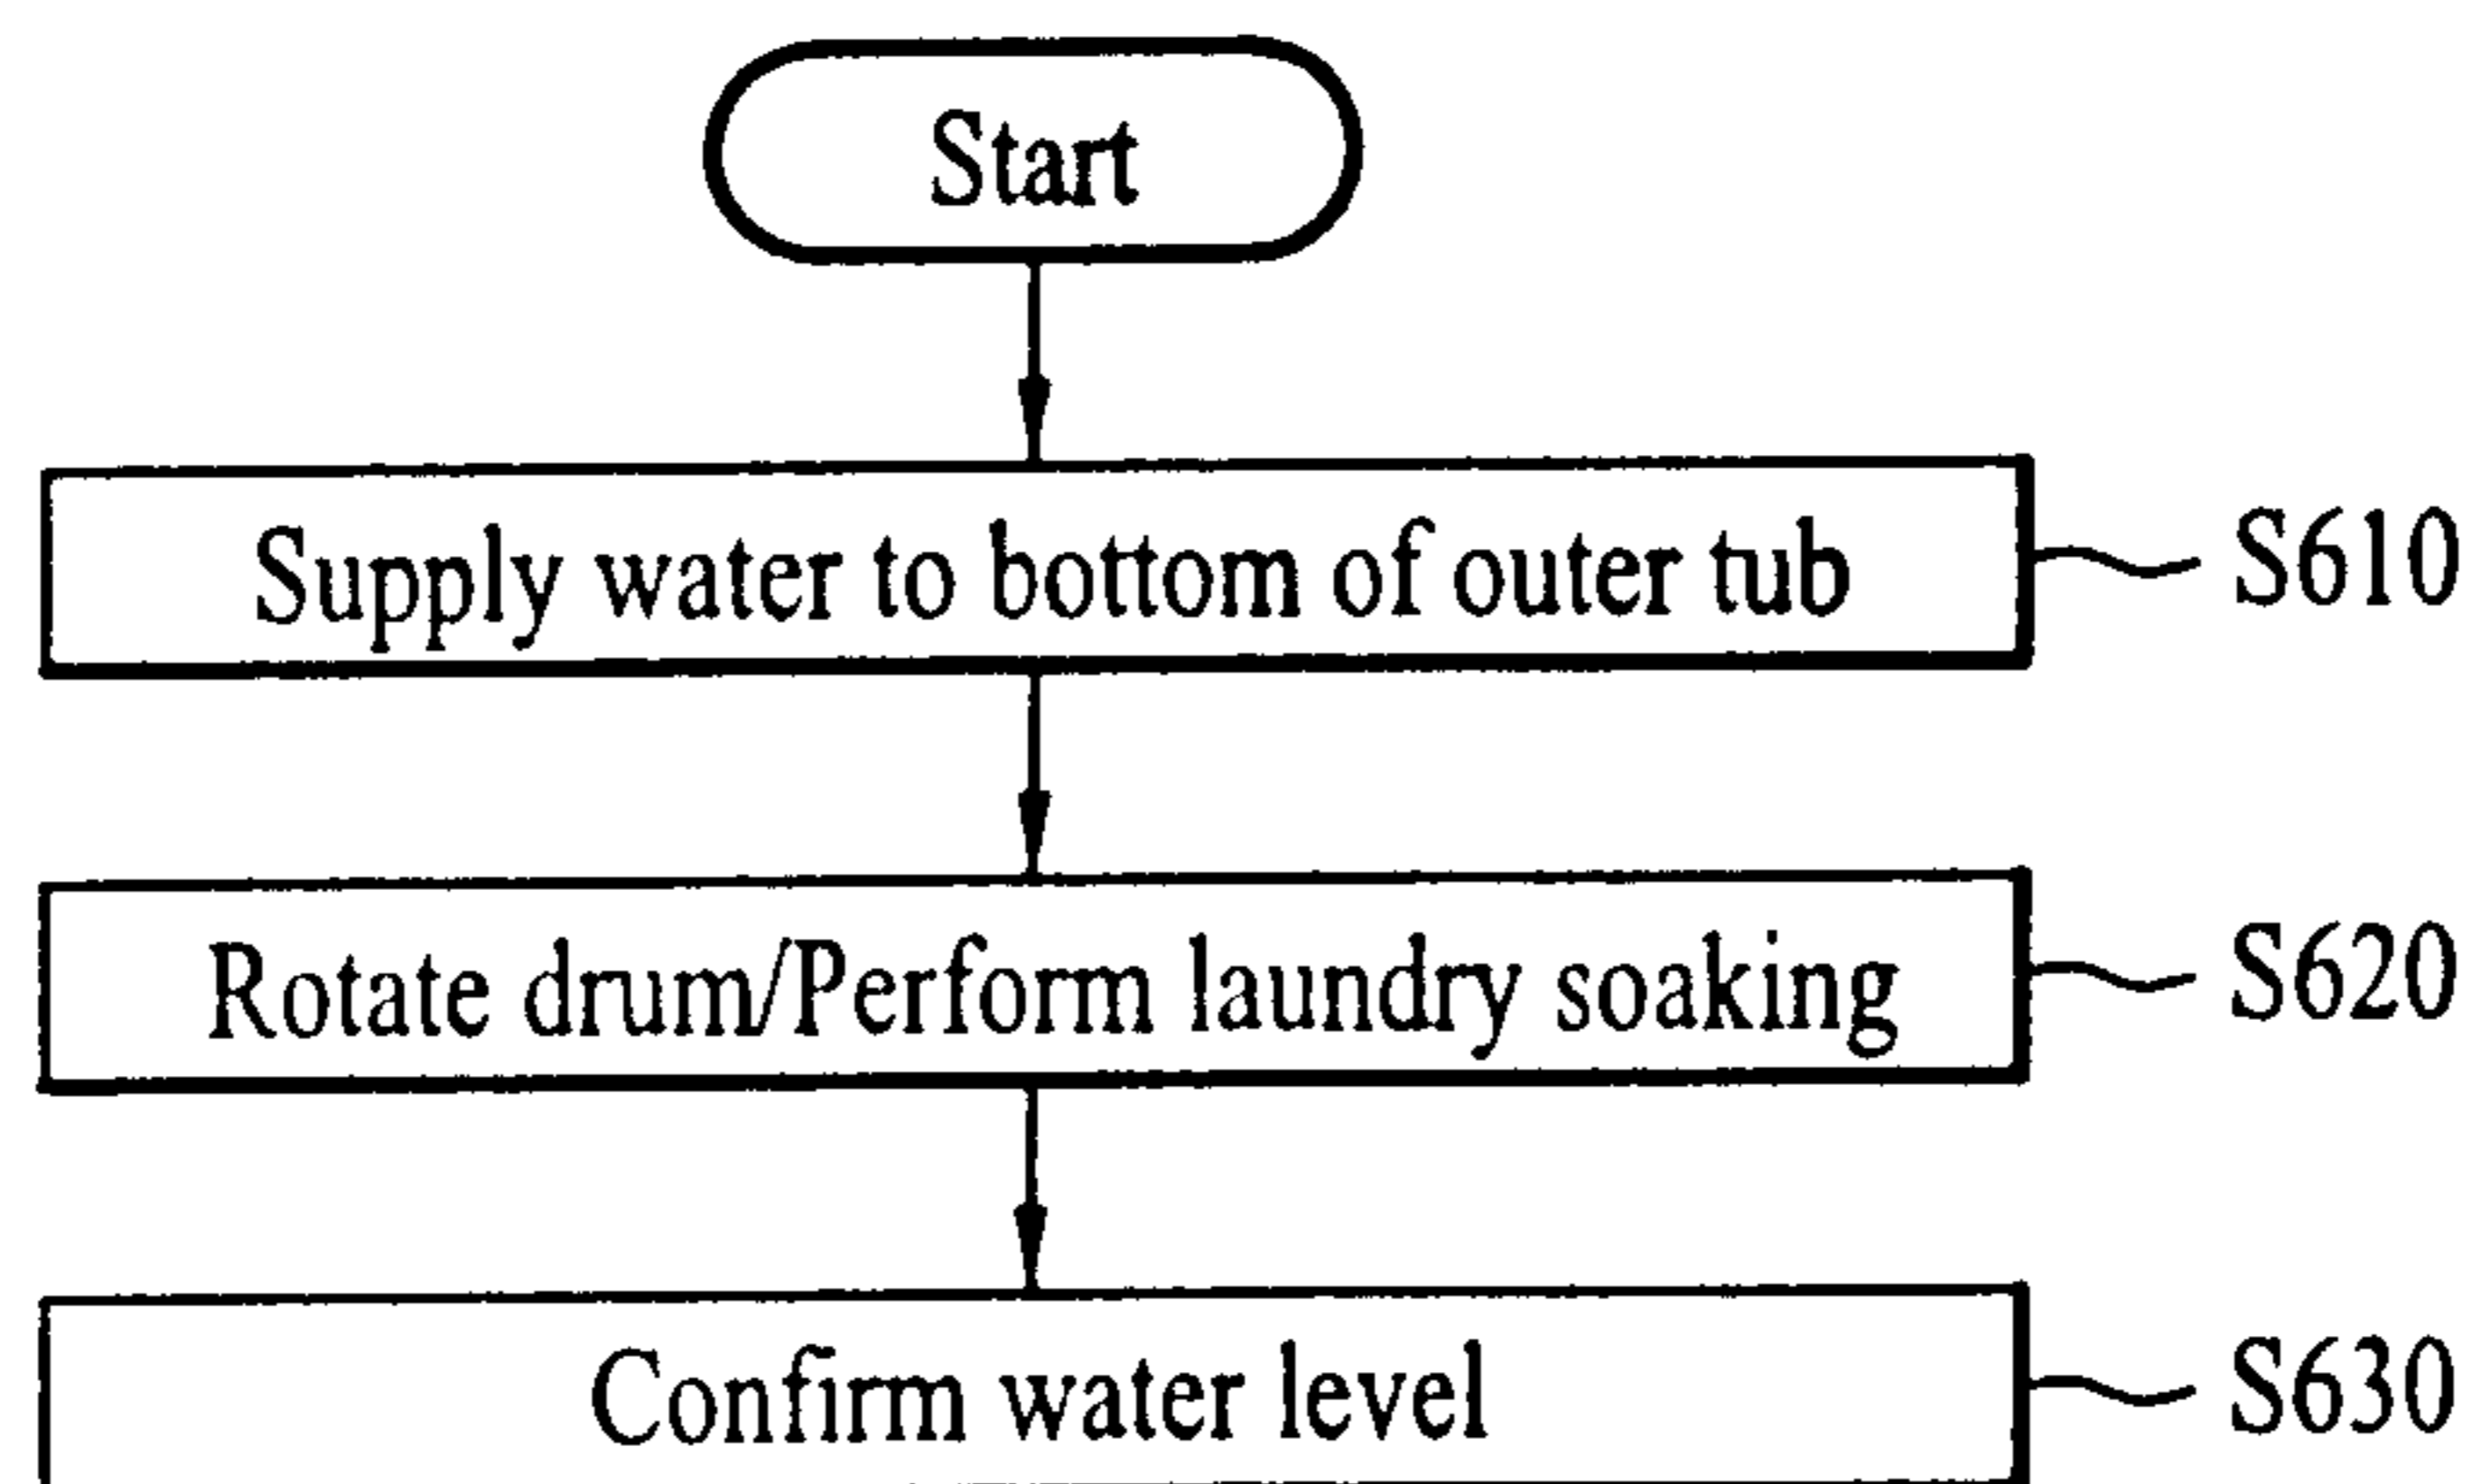 Start
Supply water to bottom of outer tub
S610
Rotate drum/Perform laundry soaking
S620
Confirm water level
S630